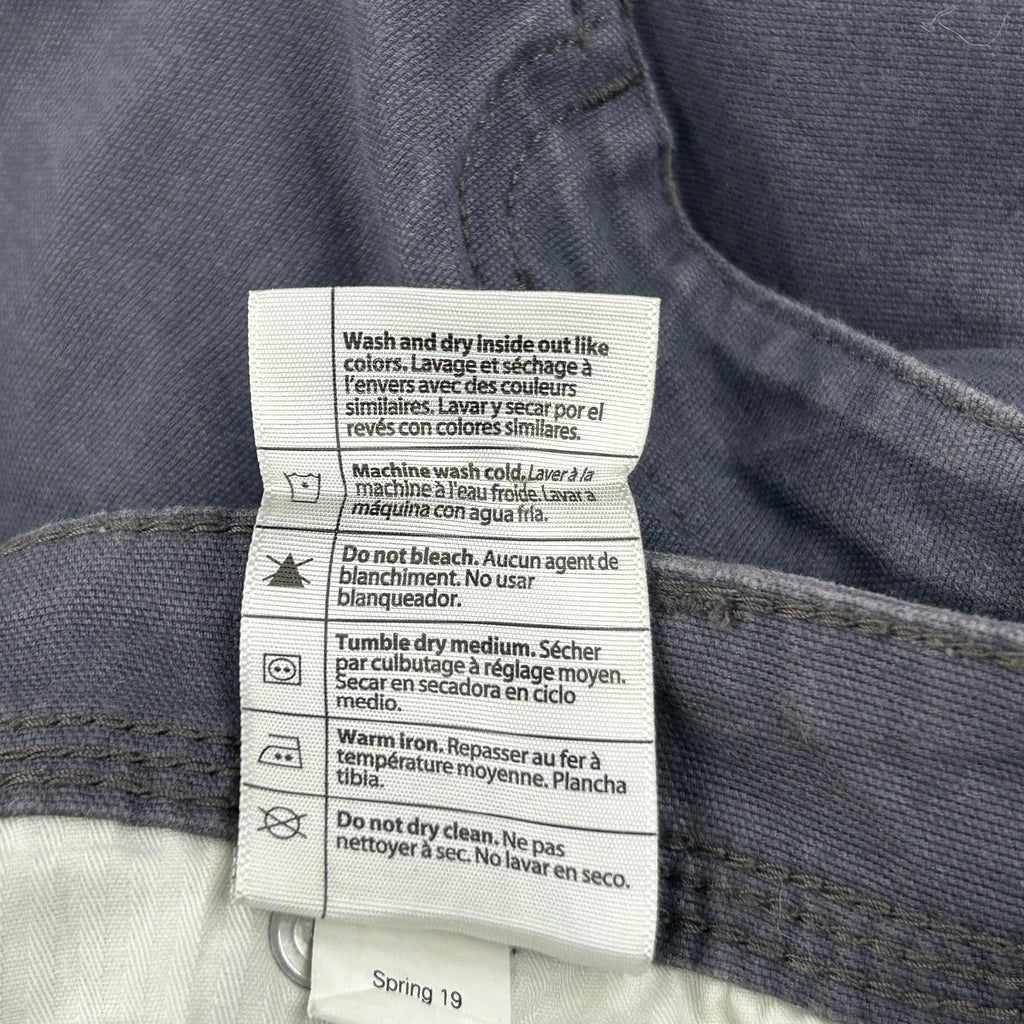 Wash and dry inside out like
colors. Lavage et séchage à
l'envers avec des couleurs
similaires. Lavar y secar por el
revés con colores similares.
Machine wash cold. Laver à la
machine à l'eau froide. Lavar a
máquina con agua fría.
Do not bleach. Aucun agent de
blanchiment. No usar
blanqueador.
Tumble dry medium. Sécher
par culbutage à réglage moyen.
Secar en secadora en ciclo
medio.
Warm iron. Repasser au fer à
température moyenne. Plancha
tibia.
Do not dry clean. Ne pas
nettoyer à sec. No lavar en seco.
Spring 19